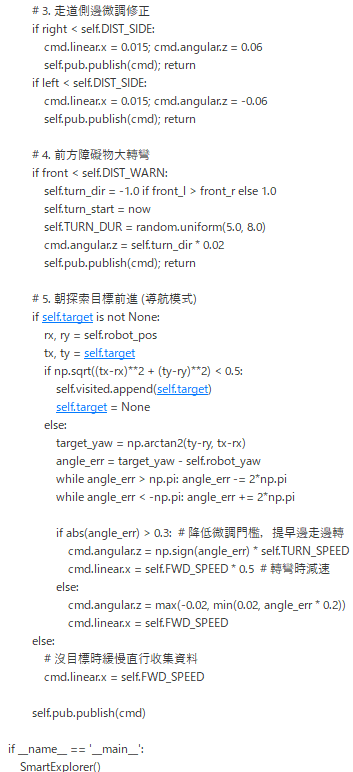 # 3. 走道側邊微調修正
if right < self.DIST_SIDE:
cmd.linear.x = 0.015; cmd.angular.z = 0.06
self.pub.publish(cmd); return
if left < self.DIST_SIDE:
cmd.linear.x = 0.015; cmd.angular.z = -0.06
self.pub.publish(cmd); return
# 4. 前方障礙物大轉彎
if front < self.DIST_WARN:
self.turn_dir = -1.0 if front_l > front_r else 1.0
self.turn_start = now
self.TURN_DUR = random.uniform(5.0, 8.0)
cmd.angular.z = self.turn_dir * 0.02
self.pub.publish(cmd); return
# 5. 朝探索目標前進 (導航模式)
if self.target is not None:
rx, ry = self.robot_pos
tx, ty = self.target
if np.sqrt((tx-rx)**2 + (ty-ry)**2) < 0.5:
self.visited.append(self.target)
self.target = None
else:
target_yaw = np.arctan2(ty-ry, tx-rx)
angle_err = target_yaw - self.robot_yaw
while angle_err > np.pi: angle_err -= 2*np.pi
while angle_err < -np.pi: angle_err += 2*np.pi
if abs(angle_err) > 0.3:  # 降低微調門檻，提早邊走邊轉
cmd.angular.z = np.sign(angle_err) * self.TURN_SPEED
cmd.linear.x = self.FWD_SPEED * 0.5  # 轉彎時減速
else:
cmd.angular.z = max(-0.02, min(0.02, angle_err * 0.2))
cmd.linear.x = self.FWD_SPEED
else:
# 沒目標時緩慢直行收集資料
cmd.linear.x = self.FWD_SPEED
self.pub.publish(cmd)
if __name__ == '__main__':
SmartExplorer()